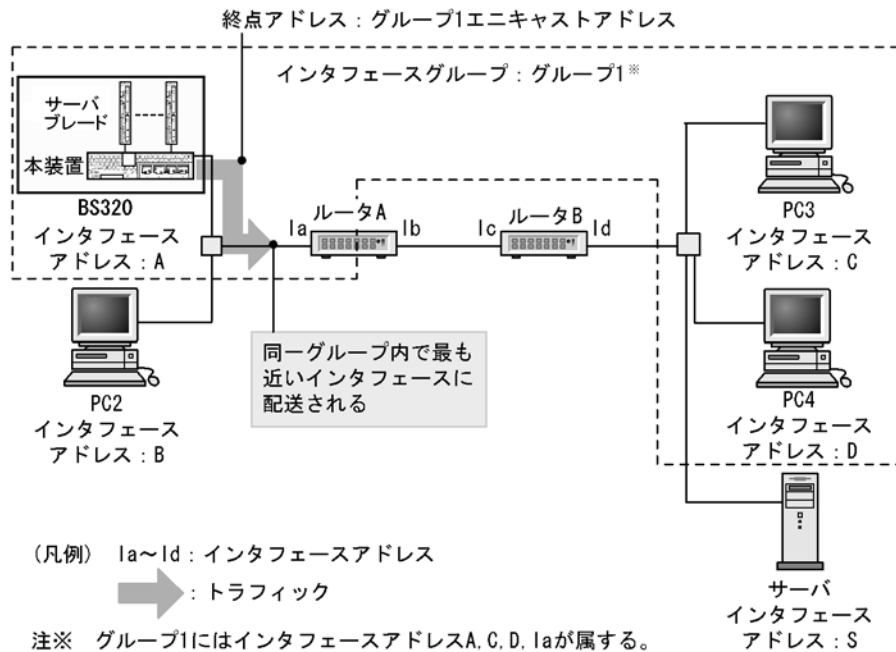 終点アドレス：グループ1エニキャストアドレス
インタフェースグループ：グループ1※
サーバ
ブレード
本装置
BS320
インタフェース
アドレス：A
Ia
ルータA
Ib
Ic
ルータB
Id
PC3
インタフェース
アドレス：C
同一グループ内で最も
近いインタフェースに
配送される
PC2
インタフェース
アドレス：B
PC4
インタフェース
アドレス：D
サーバ
インタフェース
アドレス：S
（凡例） Ia～Id：インタフェースアドレス
：トラフィック
注※ グループ1にはインタフェースアドレスA,C,D,Iaが属する。